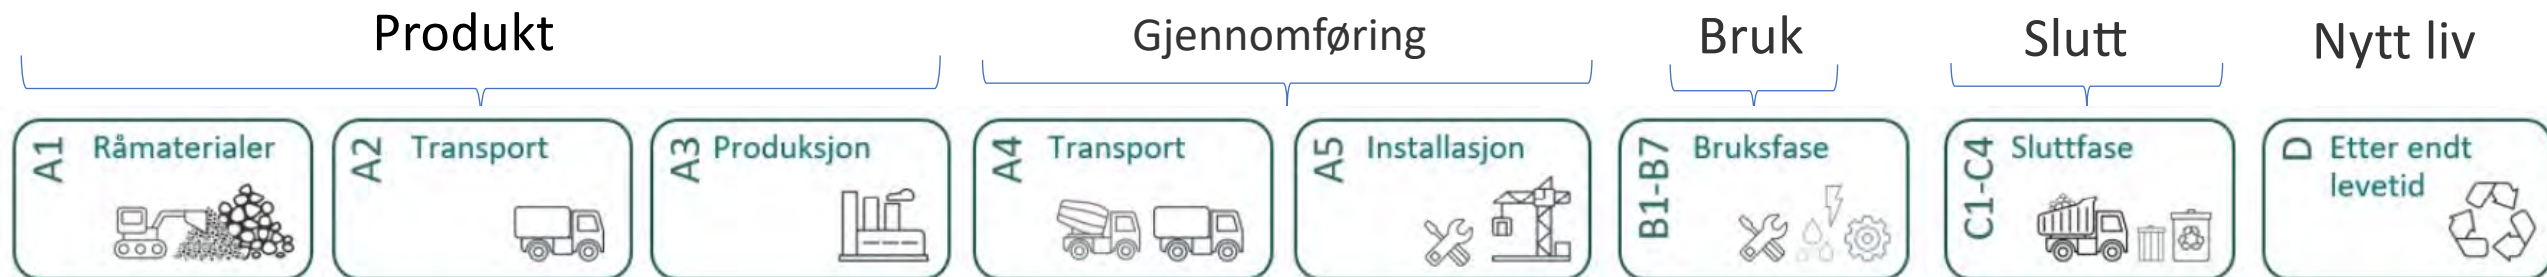 Produkt
Gjennomføring
Bruk
Slutt
Nytt liv
A1 Råmaterialer
A2 Transport
A3 Produksjon
A4 Transport
A5 Installasjon
B1-B7 Bruksfase
C1-C4 Sluttfase
D Etter endt
levetid